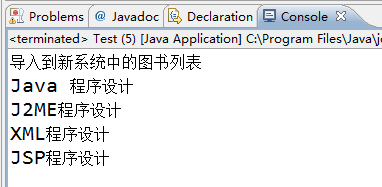 Problems @ Javadoc Declaration Console
<terminated> Test (5) [Java Application] C:\Program Files\Java\j
导入到新系统中的图书列表
Java 程序设计
J2ME程序设计
XML程序设计
JSP程序设计